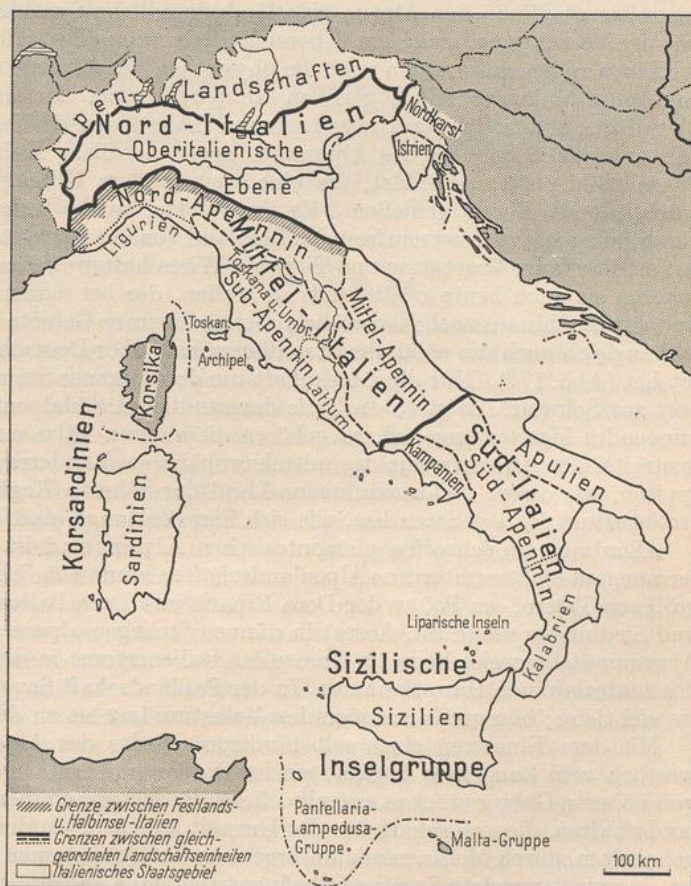 Alpen - Landschaften
Nord - Italien
Oberitalienische
Ebene
Nordkarst
Istrien
Nord - Apennin
Ligurien
Mittel - Italien
Toskana u. Umbr.
Sub - Apennin
Latium
Mittel - Apennin
Toskan.
Archipel
Korsika
Korsardinien
Sardinien
Kampanien
Süd - Italien
Süd - Apennin
Apulien
Kalabrien
Liparische Inseln
Sizilische
Sizilien
Inselgruppe
Pantellaria-
Lampedusa-
Gruppe
Malta-Gruppe
Grenze zwischen Festlands-
u. Halbinsel-Italien
Grenzen zwischen gleich-
geordneten Landschaftseinheiten
Italienisches Staatsgebiet
100 km